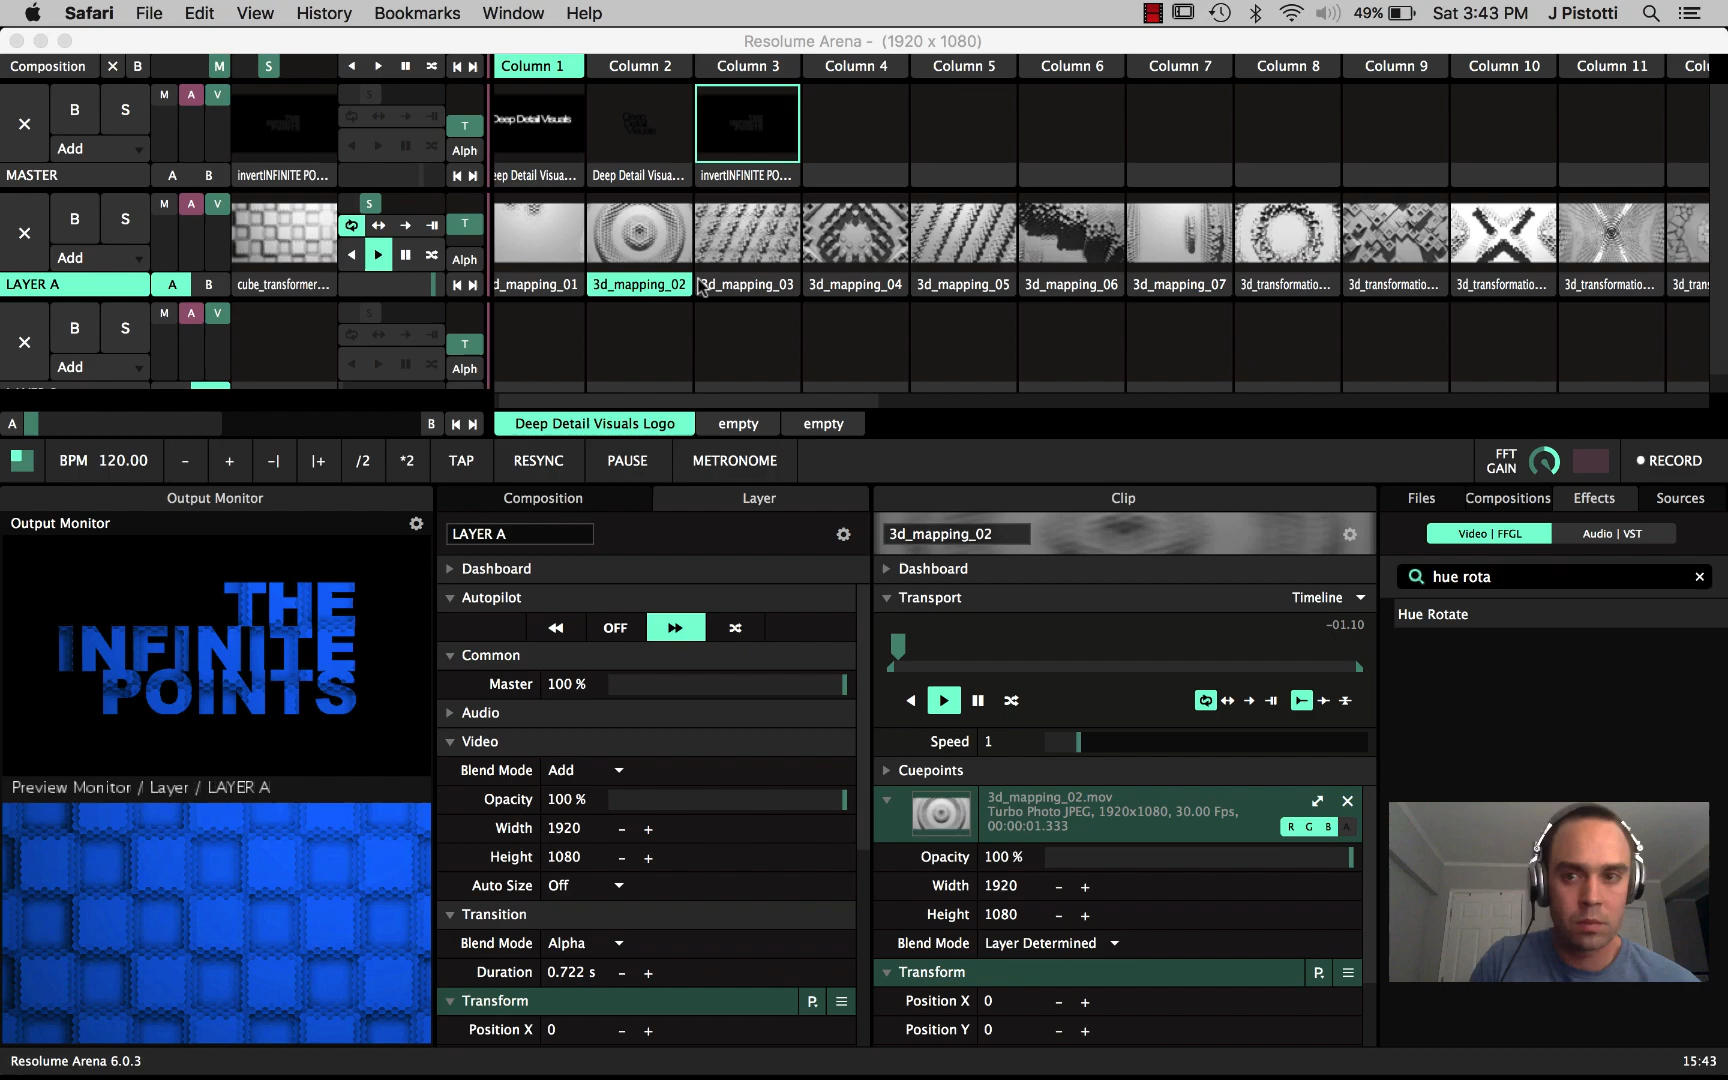 Safari File Edit View History Bookmarks Window Help 49% Sat 3:43 PM J Pistotti
Resolume Arena - (1920 x 1080)
Composition X B M S Column 1 Column 2 Column 3 Column 4 Column 5 Column 6 Column 7 Column 8 Column 9 Column 10 Column 11 Colu
B S M A V S T
Deep Detail Visuals
Add Alph
MASTER A B invertINFINITE PO... eep Detail Visua... Deep Detail Visua... invertINFINITE PO...
B S M A V S T
Add Alph
LAYER A A B cube_transformer... d_mapping_01 3d_mapping_02 3d_mapping_03 3d_mapping_04 3d_mapping_05 3d_mapping_06 3d_mapping_07 3d_transformatio... 3d_transformatio... 3d_transformatio... 3d_transformatio... 3d_tran
B S M A V S T
Add Alph
A B Deep Detail Visuals Logo empty empty
BPM 120.00 - + -| |+ /2 *2 TAP RESYNC PAUSE METRONOME FFT GAIN RECORD
Output Monitor Composition Layer Clip Files Compositions Effects Sources
Output Monitor
LAYER A
3d_mapping_02
Video | FFGL Audio | VST
Dashboard
Dashboard
hue rota
Autopilot
Transport Timeline
Hue Rotate
OFF
-01.10
THE
INFINITE
POINTS
Common
Master 100 %
Audio
Video
Speed 1
Blend Mode Add
Cuepoints
Preview Monitor / Layer / LAYER A
Opacity 100 %
3d_mapping_02.mov
Turbo Photo JPEG, 1920x1080, 30.00 Fps,
00:00:01.333
R G B A
Width 1920 - +
Height 1080 - +
Opacity 100 %
Auto Size Off
Width 1920 - +
Transition
Height 1080 - +
Blend Mode Alpha
Blend Mode Layer Determined
Duration 0.722 s - +
Transform P.
Transform P.
Position X 0 - +
Position X 0 - +
Position Y 0 - +
Resolume Arena 6.0.3 15:43